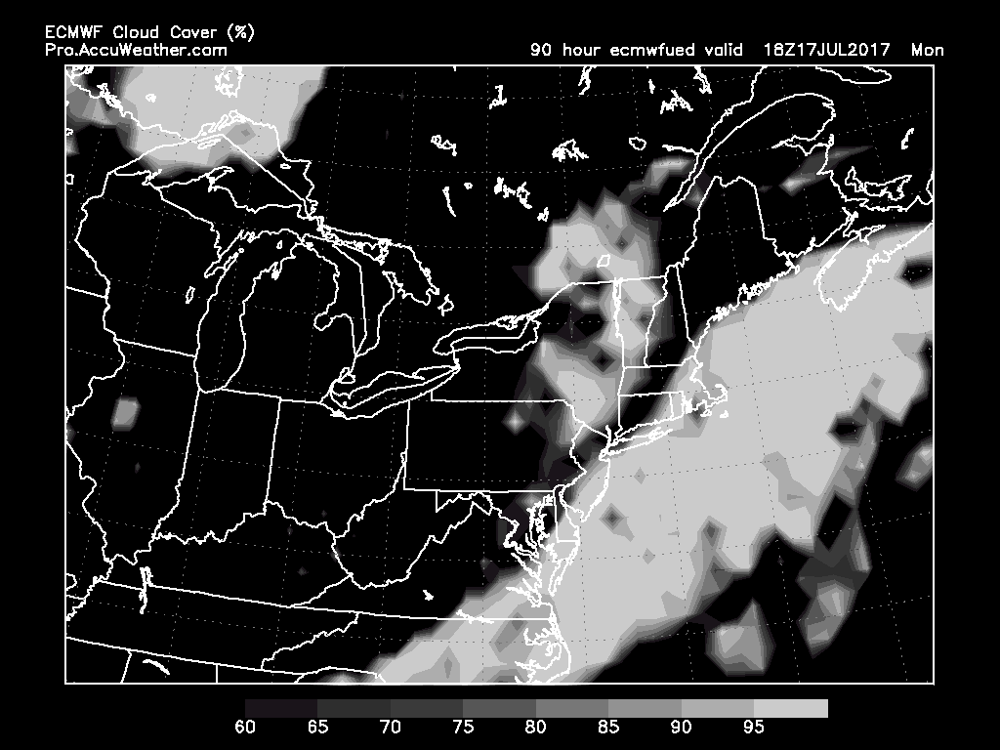 ECMWF Cloud Cover (%)
Pro.AccuWeather.com
90 hour ecmwfued valid 18Z17JUL2017 Mon
60 65 70 75 80 85 90 95